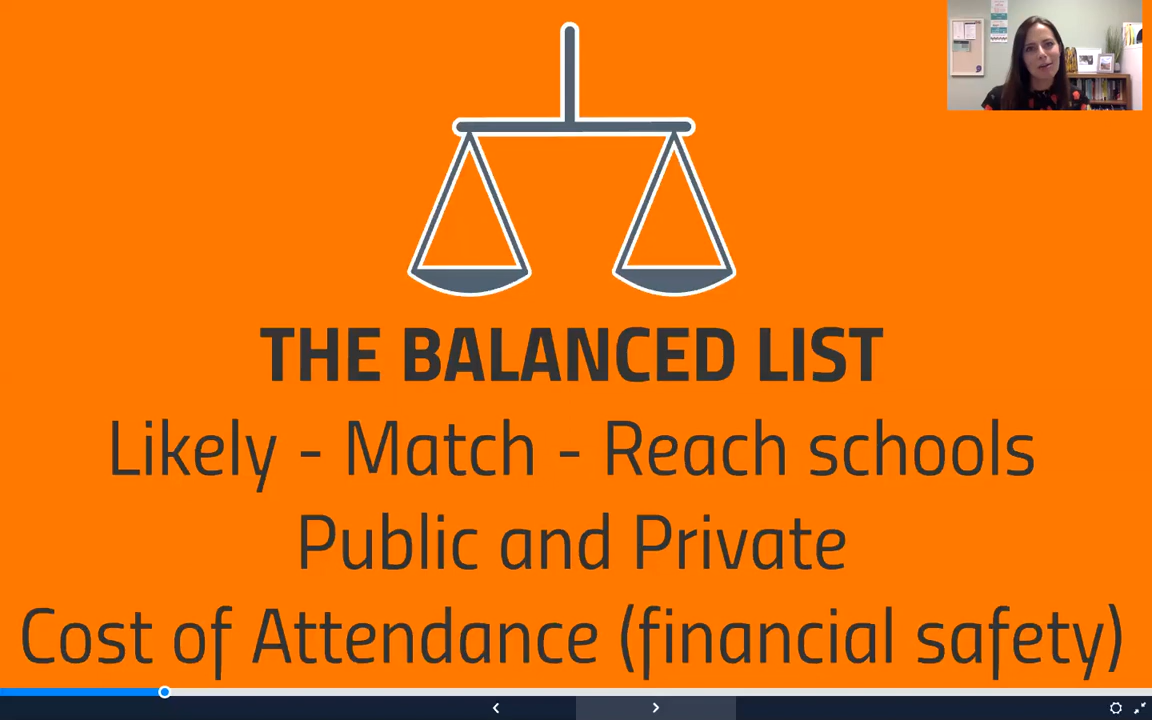 THE BALANCED LIST
Likely - Match - Reach schools
Public and Private
Cost of Attendance (financial safety)